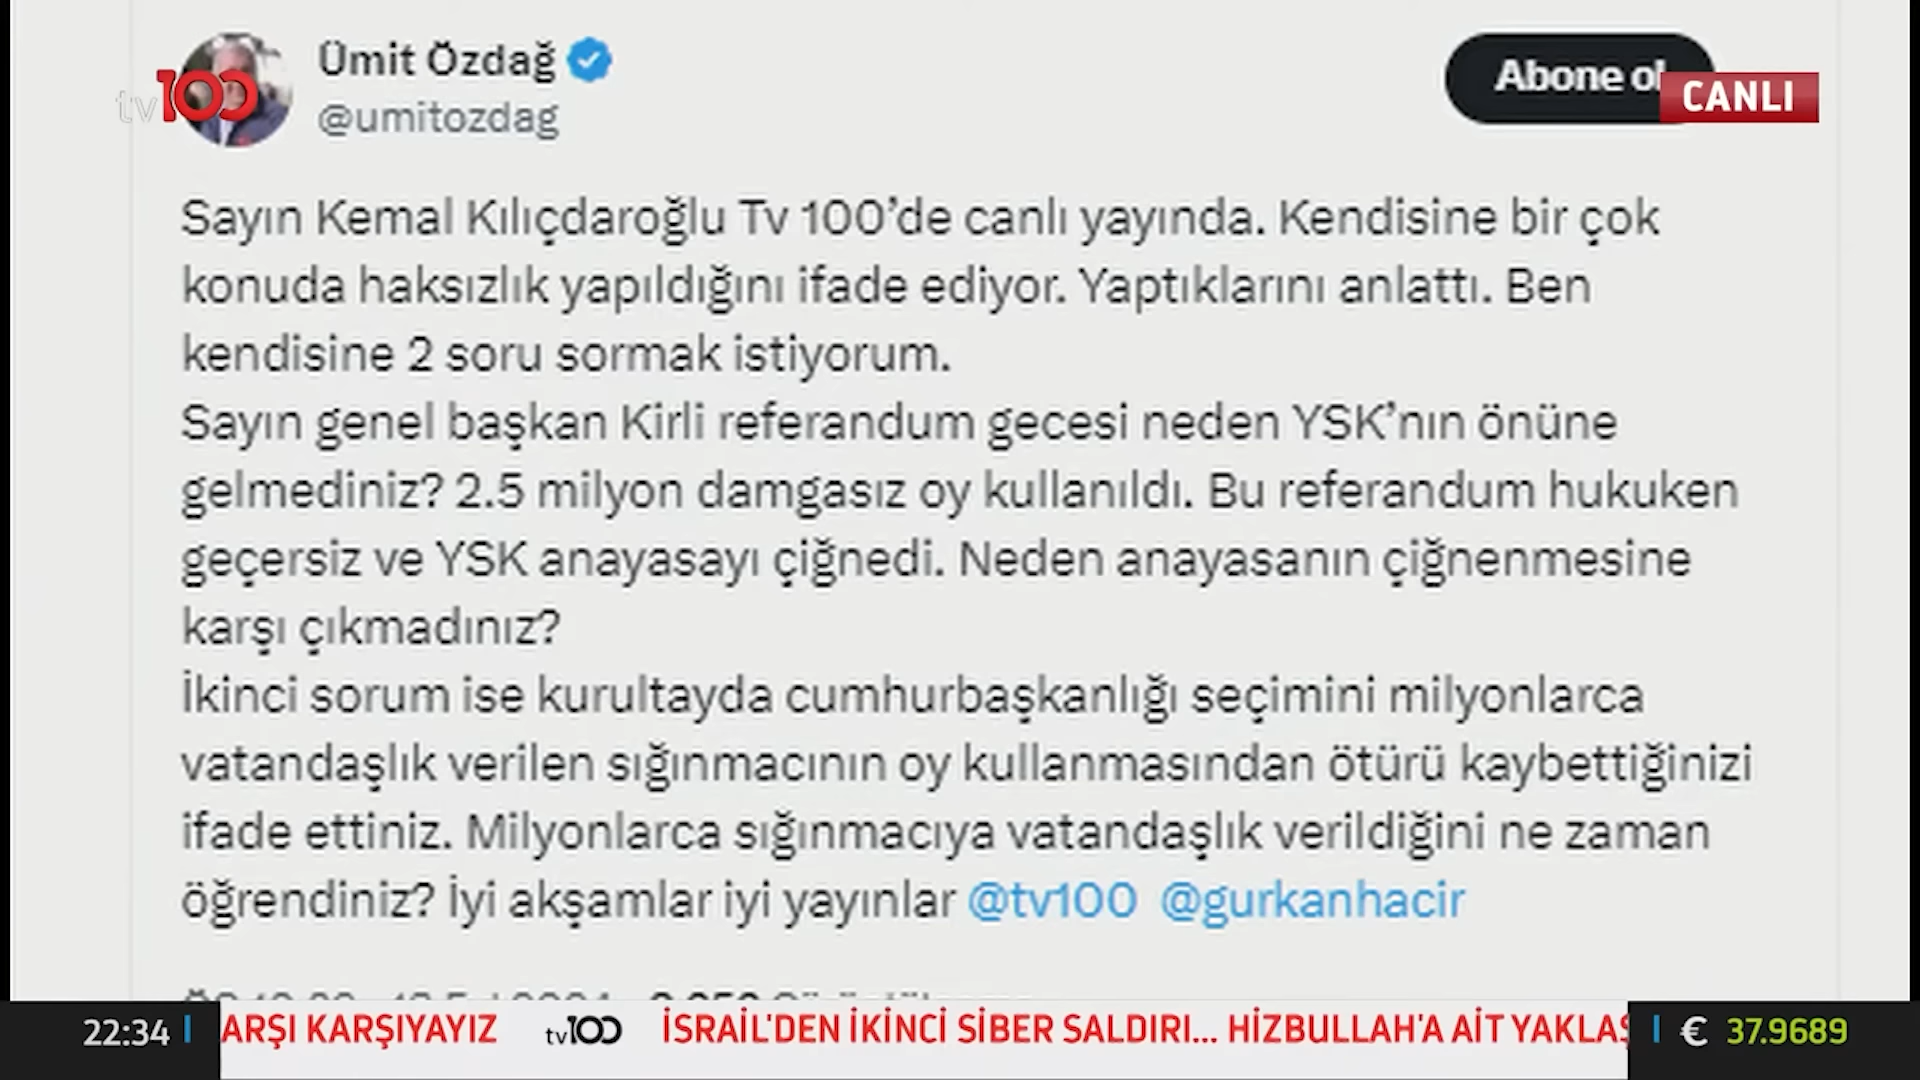 Ümit Özdağ
@umitozdag
tv100
Abone ol
CANLI
Sayın Kemal Kılıçdaroğlu Tv 100’de canlı yayında. Kendisine bir çok
konuda haksızlık yapıldığını ifade ediyor. Yaptıklarını anlattı. Ben
kendisine 2 soru sormak istiyorum.
Sayın genel başkan Kirli referandum gecesi neden YSK’nın önüne
gelmediniz? 2.5 milyon damgasız oy kullanıldı. Bu referandum hukuken
geçersiz ve YSK anayasayı çiğnedi. Neden anayasanın çiğnenmesine
karşı çıkmadınız?
İkinci sorum ise kurultayda cumhurbaşkanlığı seçimini milyonlarca
vatandaşlık verilen sığınmacının oy kullanmasından ötürü kaybettiğinizi
ifade ettiniz. Milyonlarca sığınmacıya vatandaşlık verildiğini ne zaman
öğrendiniz? İyi akşamlar iyi yayınlar @tv100 @gurkanhacir
22:34 ARŞI KARŞIYAYIZ tv100 İSRAİL'DEN İKİNCİ SİBER SALDIRI... HİZBULLAH'A AİT YAKLAŞ € 37.9689